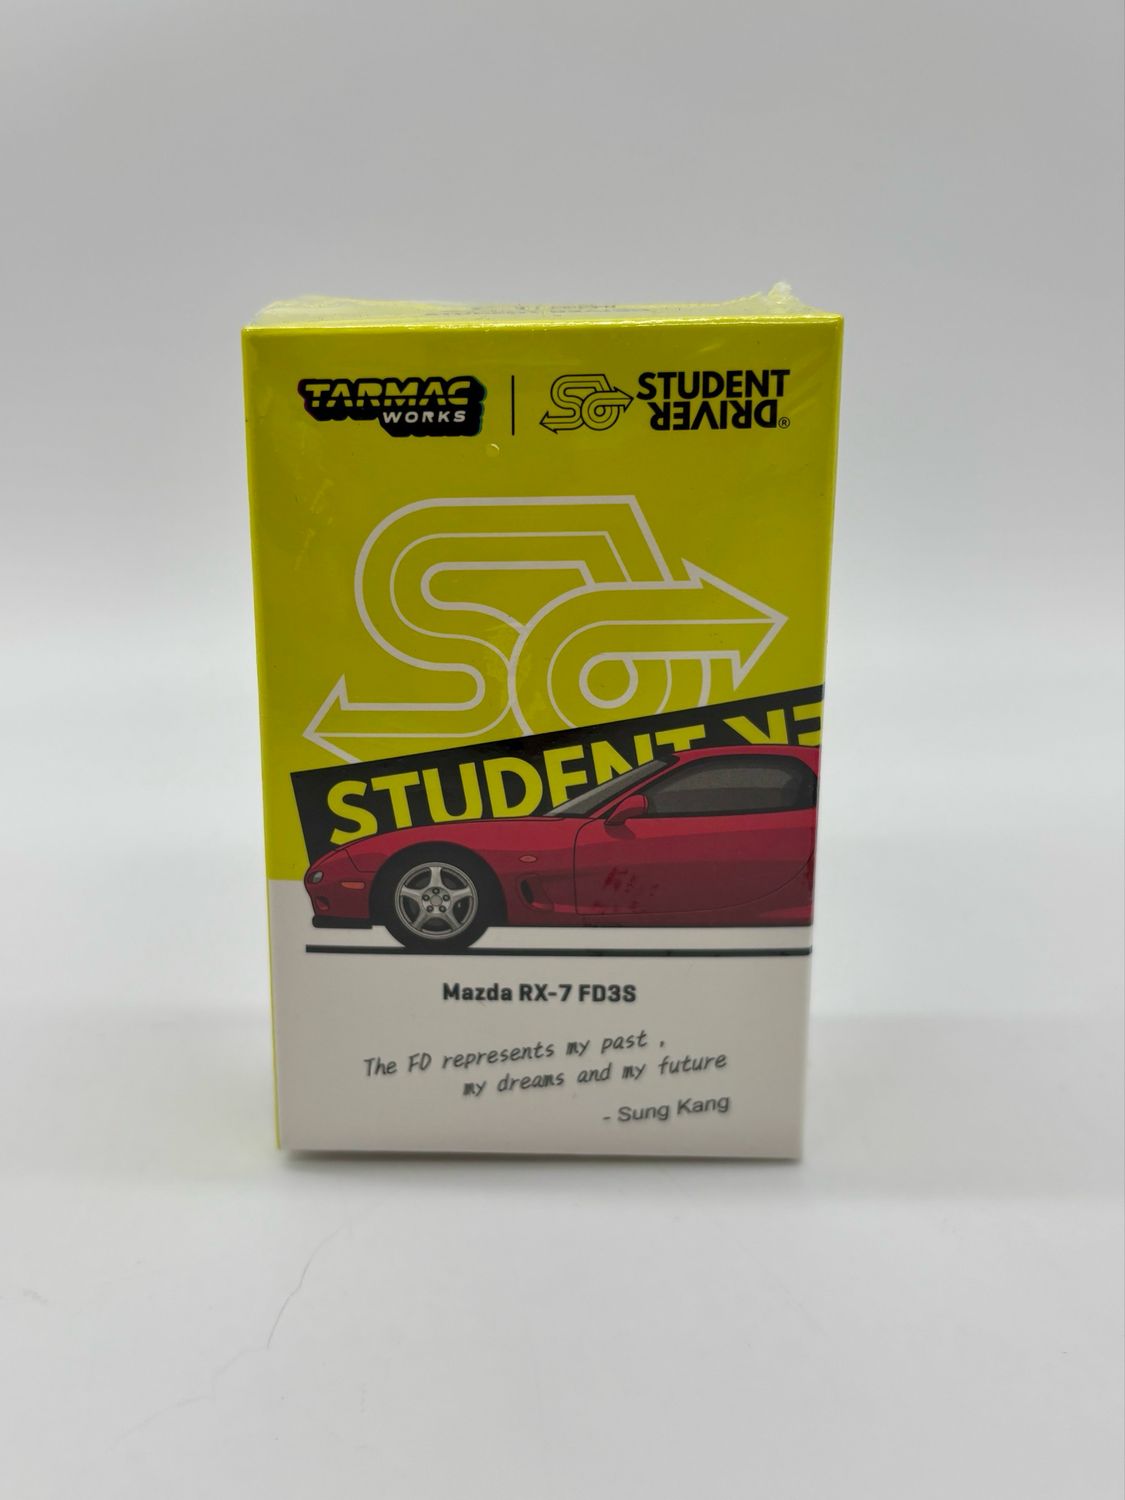 TARMAC
WORKS
STUDENT
DRIVER®
STUDENT
Mazda RX-7 FD3S
The FD represents my past ,
my dreams and my future
- Sung Kang